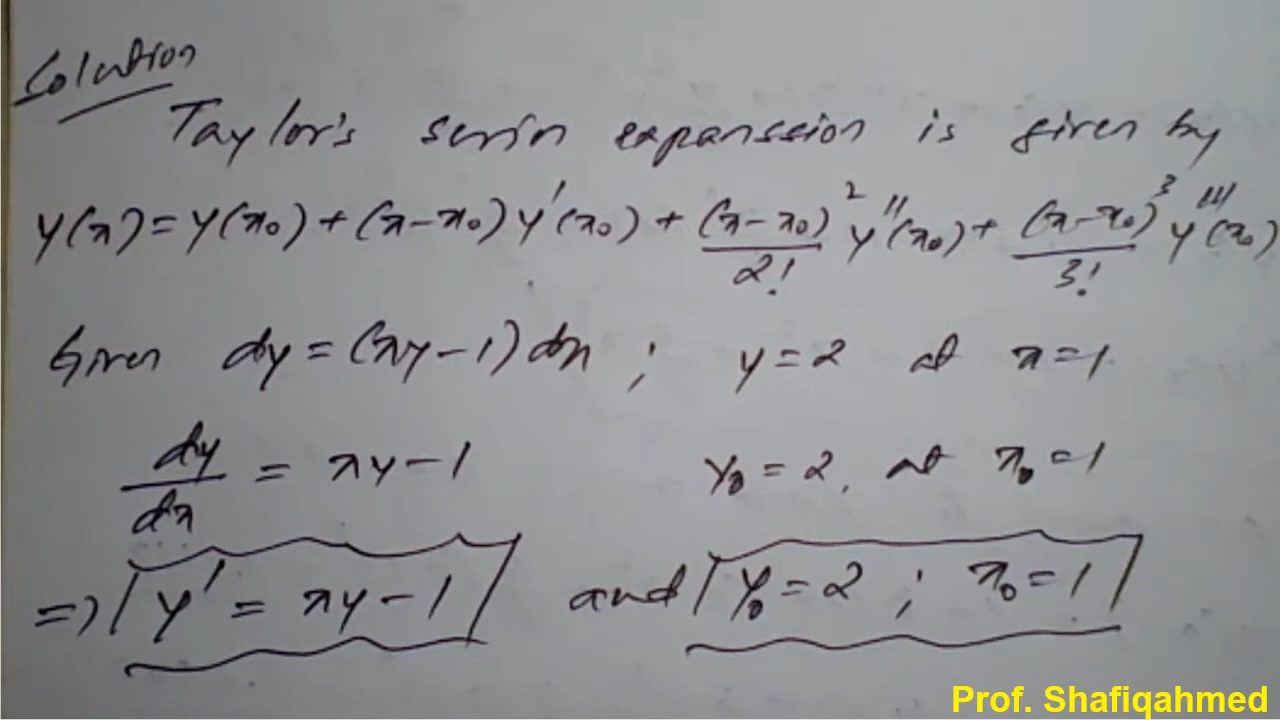 Solution
Taylor's series expanssion is given by
y(x) = y(x₀) + (x-x₀) y'(x₀) + (x-x₀)²/2! y''(x₀) + (x-x₀)³/3! y'''(x₀)
Given dy = (xy-1) dx ; y = 2 at x = 1
dy/dx = xy - 1 y₀ = 2, at x₀ = 1
=> y' = xy - 1 and y₀ = 2 ; x₀ = 1
Prof. Shafiqahmed